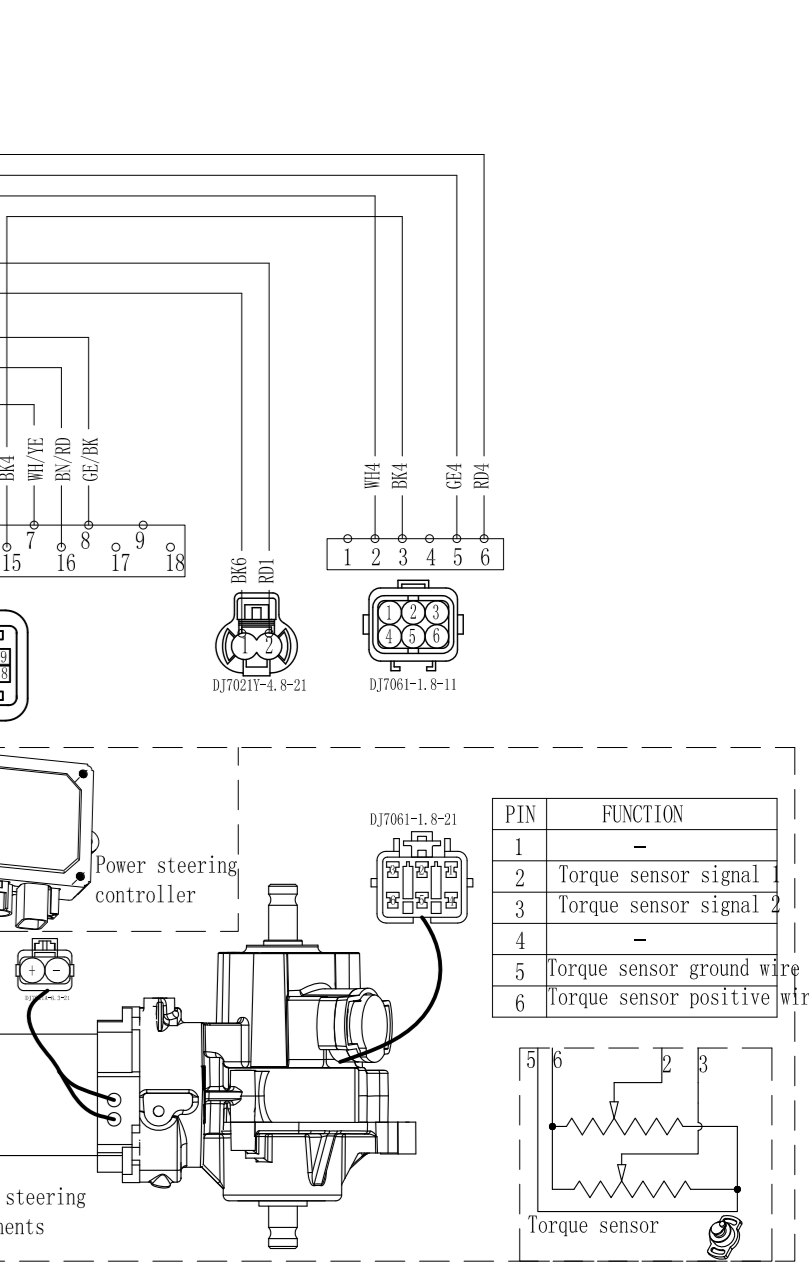 BK4
WH/YE
BN/RD
GE/BK
7
8
9
15
16
17
18
BK6
RD1
WH4
BK4
GE4
RD4
1 2 3 4 5 6
9
8
1 2
DJ7021Y-4.8-21
1 2 3
4 5 6
DJ7061-1.8-11
Power steering
controller
+ -
DJ7061-1.8-21
PIN FUNCTION
1 —
2 Torque sensor signal 1
3 Torque sensor signal 2
4 —
5 Torque sensor ground wire
6 Torque sensor positive wir
5 6 2 3
Torque sensor
steering
nents